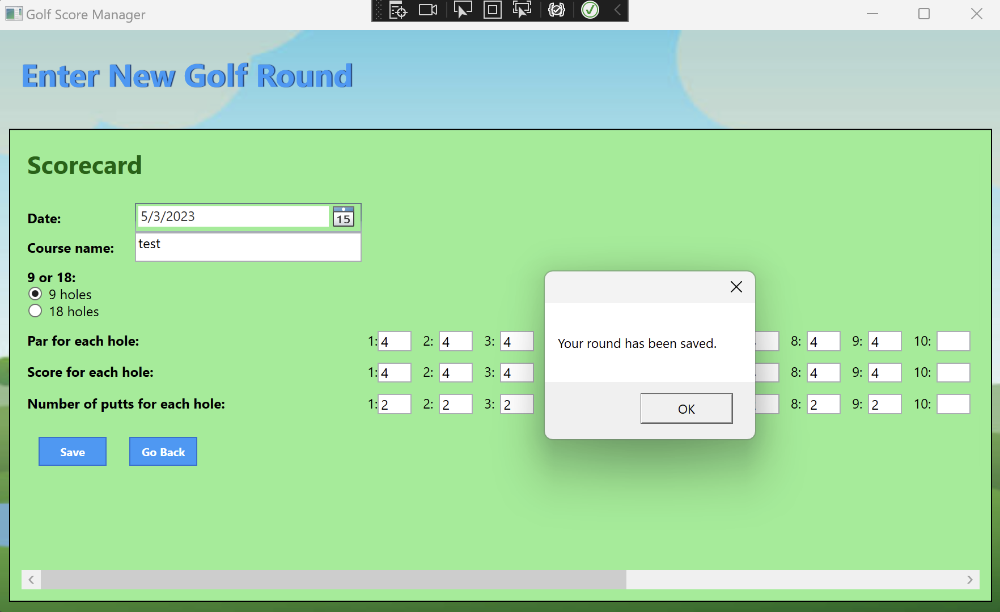 Golf Score Manager
Enter New Golf Round
Scorecard
Date: 5/3/2023 15
Course name: test
9 or 18:
9 holes
18 holes
Par for each hole: 1: 4 2: 4 3: 4 8: 4 9: 4 10:
Score for each hole: 1: 4 2: 4 3: 4 8: 4 9: 4 10:
Number of putts for each hole: 1: 2 2: 2 3: 2 8: 2 9: 2 10:
Your round has been saved.
OK
Save Go Back